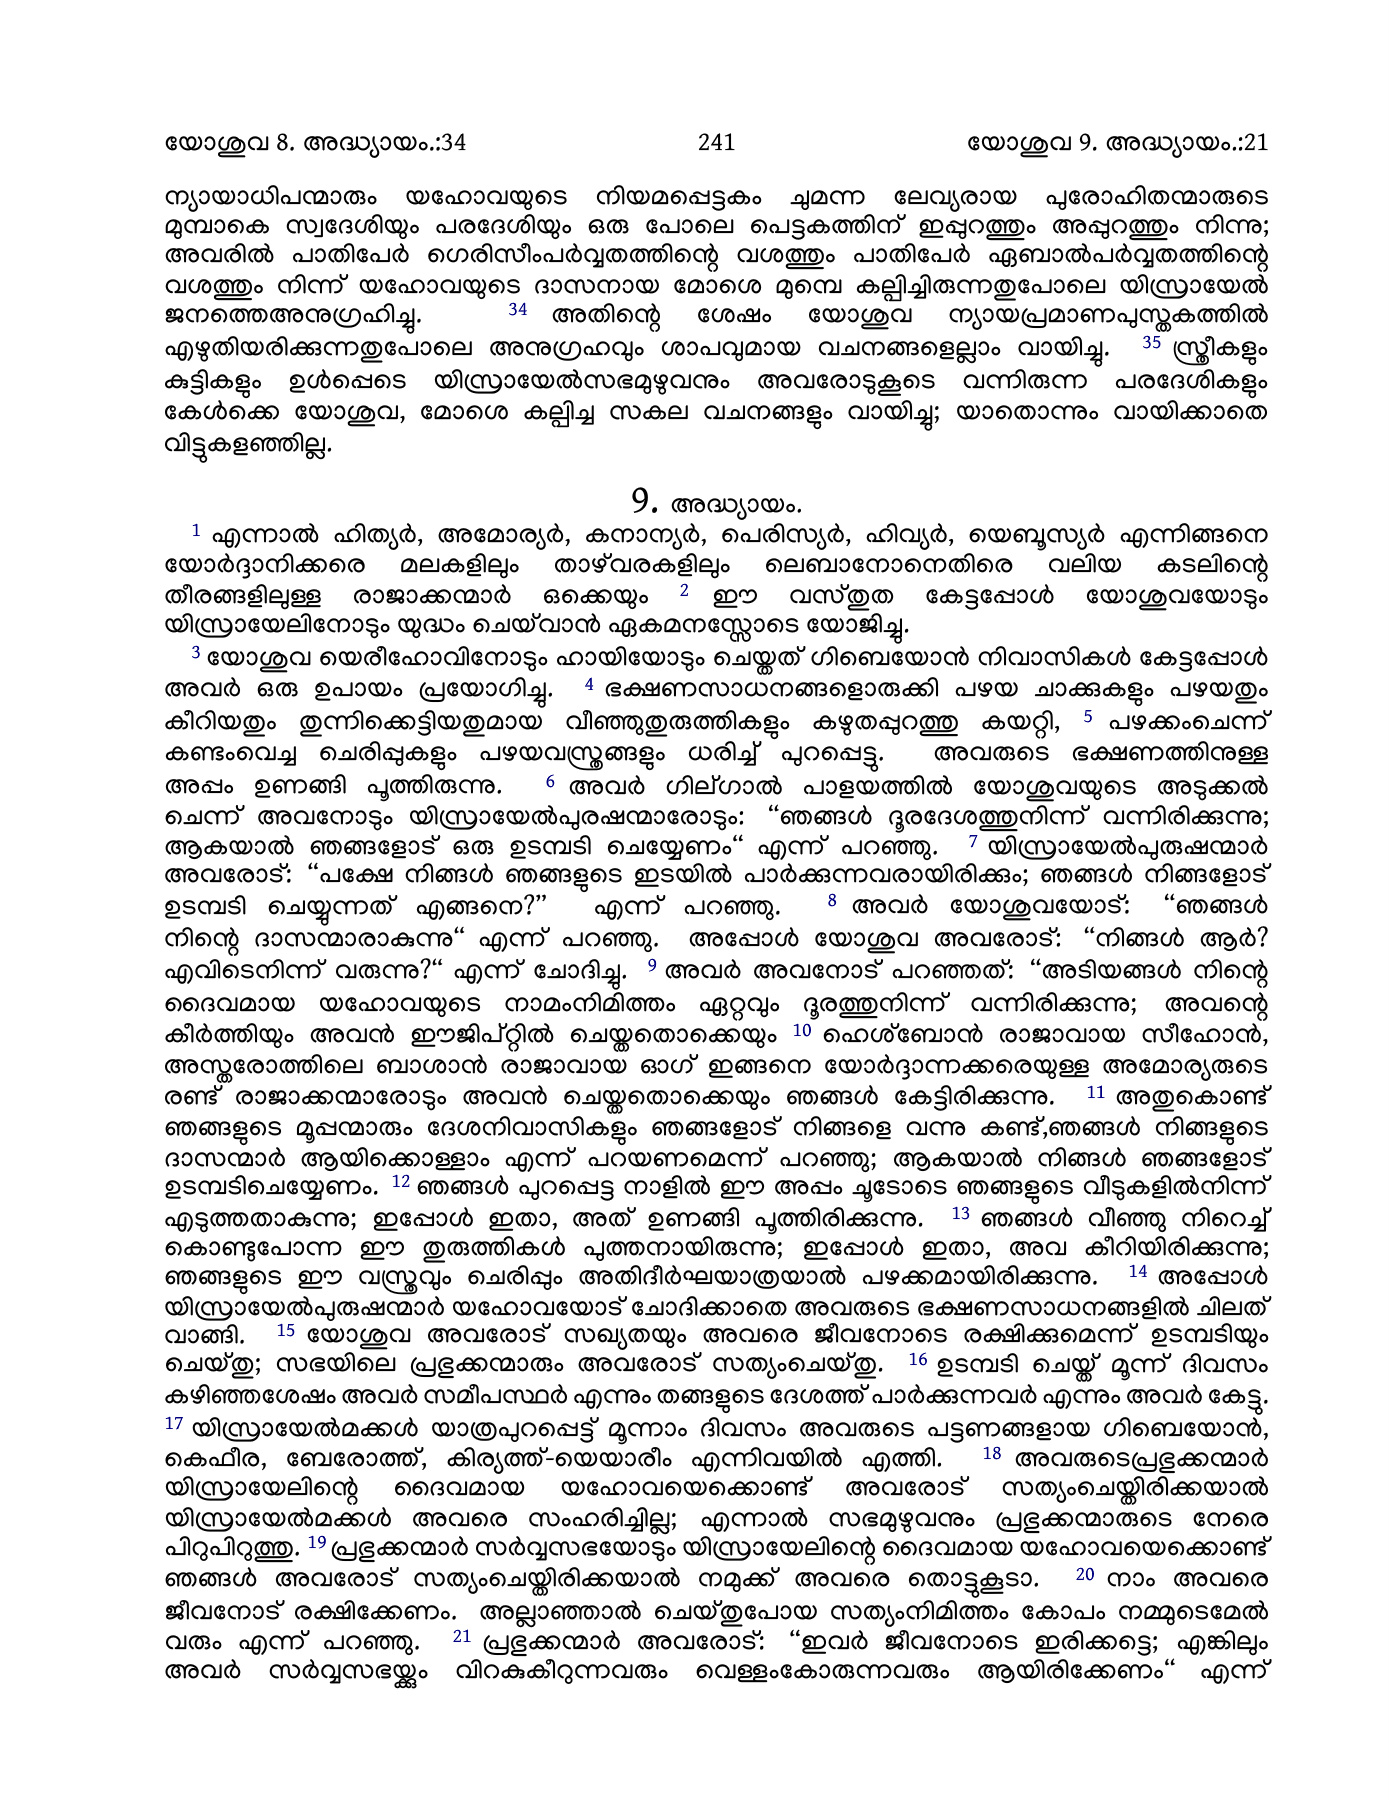 യോശുവ 8. അദ്ധ്യായം.:34 241 യോശുവ 9. അദ്ധ്യായം.:21
ന്യായാധിപന്മാരും യഹോവയുടെ നിയമപ്പെട്ടകം ചുമന്ന ലേവ്യരായ പുരോഹിതന്മാരുടെ
മുമ്പാകെ സ്വദേശിയും പരദേശിയും ഒരു പോലെ പെട്ടകത്തിന് ഇപ്പുറത്തും അപ്പുറത്തും നിന്നു;
അവരിൽ പാതിപേർ ഗെരിസീംപർവ്വതത്തിന്റെ വശത്തും പാതിപേർ ഏബാൽപർവ്വതത്തിന്റെ
വശത്തും നിന്ന് യഹോവയുടെ ദാസനായ മോശെ മുമ്പെ കല്പിച്ചിരുന്നതുപോലെ യിസ്രായേൽ
ജനത്തെഅനുഗ്രഹിച്ചു. 34 അതിന്റെ ശേഷം യോശുവ ന്യായപ്രമാണപുസ്തകത്തിൽ
എഴുതിയരിക്കുന്നതുപോലെ അനുഗ്രഹവും ശാപവുമായ വചനങ്ങളെല്ലാം വായിച്ചു. 35 സ്ത്രീകളും
കുട്ടികളും ഉൾപ്പെടെ യിസ്രായേൽസഭമുഴുവനും അവരോടുകൂടെ വന്നിരുന്ന പരദേശികളും
കേൾക്കെ യോശുവ, മോശെ കല്പിച്ച സകല വചനങ്ങളും വായിച്ചു; യാതൊന്നും വായിക്കാതെ
വിട്ടുകളഞ്ഞില്ല.
9. അദ്ധ്യായം.
1 എന്നാൽ ഹിത്യർ, അമോര്യർ, കനാന്യർ, പെരിസ്യർ, ഹിവ്യർ, യെബൂസ്യർ എന്നിങ്ങനെ
യോർദ്ദാനിക്കരെ മലകളിലും താഴ്‌വരകളിലും ലെബാനോനെതിരെ വലിയ കടലിന്റെ
തീരങ്ങളിലുള്ള രാജാക്കന്മാർ ഒക്കെയും 2 ഈ വസ്‌തുത കേട്ടപ്പോൾ യോശുവയോടും
യിസ്രായേലിനോടും യുദ്ധം ചെയ്‌വാൻ ഏകമനസ്സോടെ യോജിച്ചു.
3 യോശുവ യെരീഹോവിനോടും ഹായിയോടും ചെയ്തത് ഗിബെയോൻ നിവാസികൾ കേട്ടപ്പോൾ
അവർ ഒരു ഉപായം പ്രയോഗിച്ചു. 4 ഭക്ഷണസാധനങ്ങളൊരുക്കി പഴയ ചാക്കുകളും പഴയതും
കീറിയതും തുന്നിക്കെട്ടിയതുമായ വീഞ്ഞുതുരുത്തികളും കഴുതപ്പുറത്തു കയറ്റി, 5 പഴക്കംചെന്ന്
കണ്ടംവെച്ച ചെരിപ്പുകളും പഴയവസ്ത്രങ്ങളും ധരിച്ച് പുറപ്പെട്ടു. അവരുടെ ഭക്ഷണത്തിനുള്ള
അപ്പം ഉണങ്ങി പൂത്തിരുന്നു. 6 അവർ ഗില്ഗാൽ പാളയത്തിൽ യോശുവയുടെ അടുക്കൽ
ചെന്ന് അവനോടും യിസ്രായേൽപുരഷന്മാരോടും: “ഞങ്ങൾ ദൂരദേശത്തുനിന്ന് വന്നിരിക്കുന്നു;
ആകയാൽ ഞങ്ങളോട് ഒരു ഉടമ്പടി ചെയ്യേണം“ എന്ന് പറഞ്ഞു. 7 യിസ്രായേൽപുരുഷന്മാർ
അവരോട്: “പക്ഷേ നിങ്ങൾ ഞങ്ങളുടെ ഇടയിൽ പാർക്കുന്നവരായിരിക്കും; ഞങ്ങൾ നിങ്ങളോട്
ഉടമ്പടി ചെയ്യുന്നത് എങ്ങനെ?” എന്ന് പറഞ്ഞു. 8 അവർ യോശുവയോട്: “ഞങ്ങൾ
നിന്റെ ദാസന്മാരാകുന്നു“ എന്ന് പറഞ്ഞു. അപ്പോൾ യോശുവ അവരോട്: “നിങ്ങൾ ആർ?
എവിടെനിന്ന് വരുന്നു?“ എന്ന് ചോദിച്ചു. 9 അവർ അവനോട് പറഞ്ഞത്: “അടിയങ്ങൾ നിന്റെ
ദൈവമായ യഹോവയുടെ നാമംനിമിത്തം ഏറ്റവും ദൂരത്തുനിന്ന് വന്നിരിക്കുന്നു; അവന്റെ
കീർത്തിയും അവൻ ഈജിപ്റ്റിൽ ചെയ്തതൊക്കെയും 10 ഹെശ്ബോൻ രാജാവായ സീഹോൻ,
അസ്തരോത്തിലെ ബാശാൻ രാജാവായ ഓഗ് ഇങ്ങനെ യോർദ്ദാന്നക്കരെയുള്ള അമോര്യരുടെ
രണ്ട് രാജാക്കന്മാരോടും അവൻ ചെയ്തതൊക്കെയും ഞങ്ങൾ കേട്ടിരിക്കുന്നു. 11 അതുകൊണ്ട്
ഞങ്ങളുടെ മൂപ്പന്മാരും ദേശനിവാസികളും ഞങ്ങളോട് നിങ്ങളെ വന്നു കണ്ട്,ഞങ്ങൾ നിങ്ങളുടെ
ദാസന്മാർ ആയിക്കൊള്ളാം എന്ന് പറയണമെന്ന് പറഞ്ഞു; ആകയാൽ നിങ്ങൾ ഞങ്ങളോട്
ഉടമ്പടിചെയ്യേണം. 12 ഞങ്ങൾ പുറപ്പെട്ട നാളിൽ ഈ അപ്പം ചൂടോടെ ഞങ്ങളുടെ വീടുകളിൽനിന്ന്
എടുത്തതാകുന്നു; ഇപ്പോൾ ഇതാ, അത് ഉണങ്ങി പൂത്തിരിക്കുന്നു. 13 ഞങ്ങൾ വീഞ്ഞു നിറെച്ച്
കൊണ്ടുപോന്ന ഈ തുരുത്തികൾ പുത്തനായിരുന്നു; ഇപ്പോൾ ഇതാ, അവ കീറിയിരിക്കുന്നു;
ഞങ്ങളുടെ ഈ വസ്ത്രവും ചെരിപ്പും അതിദീർഘയാത്രയാൽ പഴക്കമായിരിക്കുന്നു. 14 അപ്പോൾ
യിസ്രായേൽപുരുഷന്മാർ യഹോവയോട് ചോദിക്കാതെ അവരുടെ ഭക്ഷണസാധനങ്ങളിൽ ചിലത്
വാങ്ങി. 15 യോശുവ അവരോട് സഖ്യതയും അവരെ ജീവനോടെ രക്ഷിക്കുമെന്ന് ഉടമ്പടിയും
ചെയ്‌തു; സഭയിലെ പ്രഭുക്കന്മാരും അവരോട് സത്യംചെയ്‌തു. 16 ഉടമ്പടി ചെയ്ത് മൂന്ന് ദിവസം
കഴിഞ്ഞശേഷം അവർ സമീപസ്ഥർ എന്നും തങ്ങളുടെ ദേശത്ത് പാർക്കുന്നവർ എന്നും അവർ കേട്ടു.
17 യിസ്രായേൽമക്കൾ യാത്രപുറപ്പെട്ട് മൂന്നാം ദിവസം അവരുടെ പട്ടണങ്ങളായ ഗിബെയോൻ,
കെഫീര, ബേരോത്ത്, കിര്യത്ത്-യെയാരീം എന്നിവയിൽ എത്തി. 18 അവരുടെപ്രഭുക്കന്മാർ
യിസ്രായേലിന്റെ ദൈവമായ യഹോവയെക്കൊണ്ട് അവരോട് സത്യംചെയ്തിരിക്കയാൽ
യിസ്രായേൽമക്കൾ അവരെ സംഹരിച്ചില്ല; എന്നാൽ സഭമുഴുവനും പ്രഭുക്കന്മാരുടെ നേരെ
പിറുപിറുത്തു. 19 പ്രഭുക്കന്മാർ സർവ്വസഭയോടും യിസ്രായേലിന്റെ ദൈവമായ യഹോവയെക്കൊണ്ട്
ഞങ്ങൾ അവരോട് സത്യംചെയ്തിരിക്കയാൽ നമുക്ക് അവരെ തൊട്ടുകൂടാ. 20 നാം അവരെ
ജീവനോട് രക്ഷിക്കേണം. അല്ലാഞ്ഞാൽ ചെയ്‌തുപോയ സത്യംനിമിത്തം കോപം നമ്മുടെമേൽ
വരും എന്ന് പറഞ്ഞു. 21 പ്രഭുക്കന്മാർ അവരോട്: “ഇവർ ജീവനോടെ ഇരിക്കട്ടെ; എങ്കിലും
അവർ സർവ്വസഭയ്ക്കും വിറകുകീറുന്നവരും വെള്ളംകോരുന്നവരും ആയിരിക്കേണം“ എന്ന്